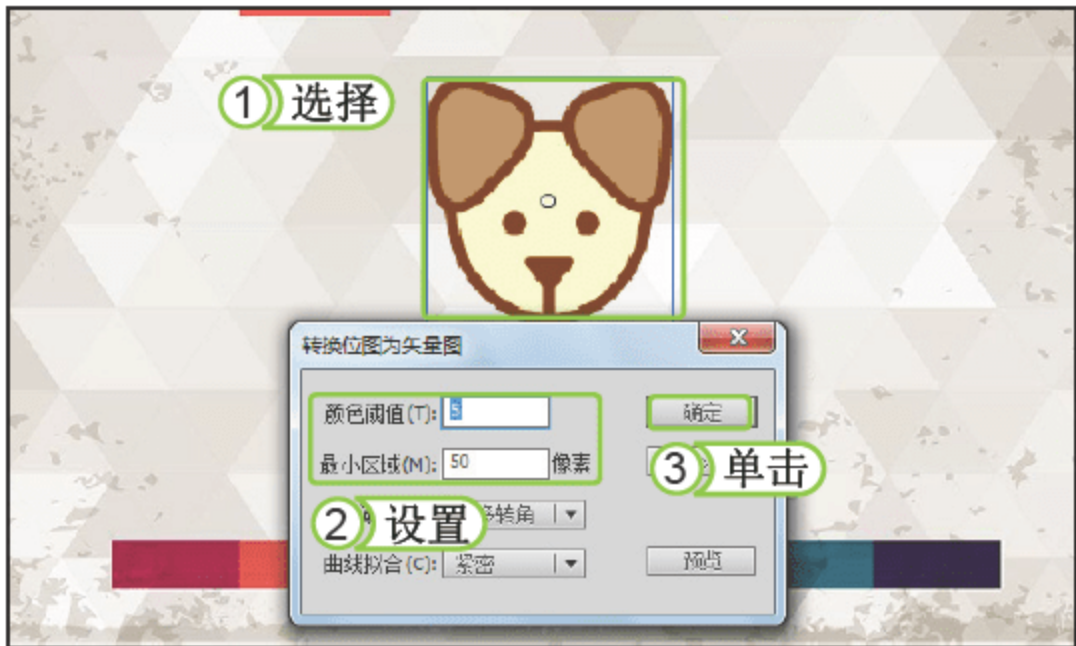 1 选择
转换位图为矢量图
颜色阈值(T): 5
确定
最小区域(M): 50 像素
3 单击
2 设置
移转角
曲线拟合(C): 紧密
预览